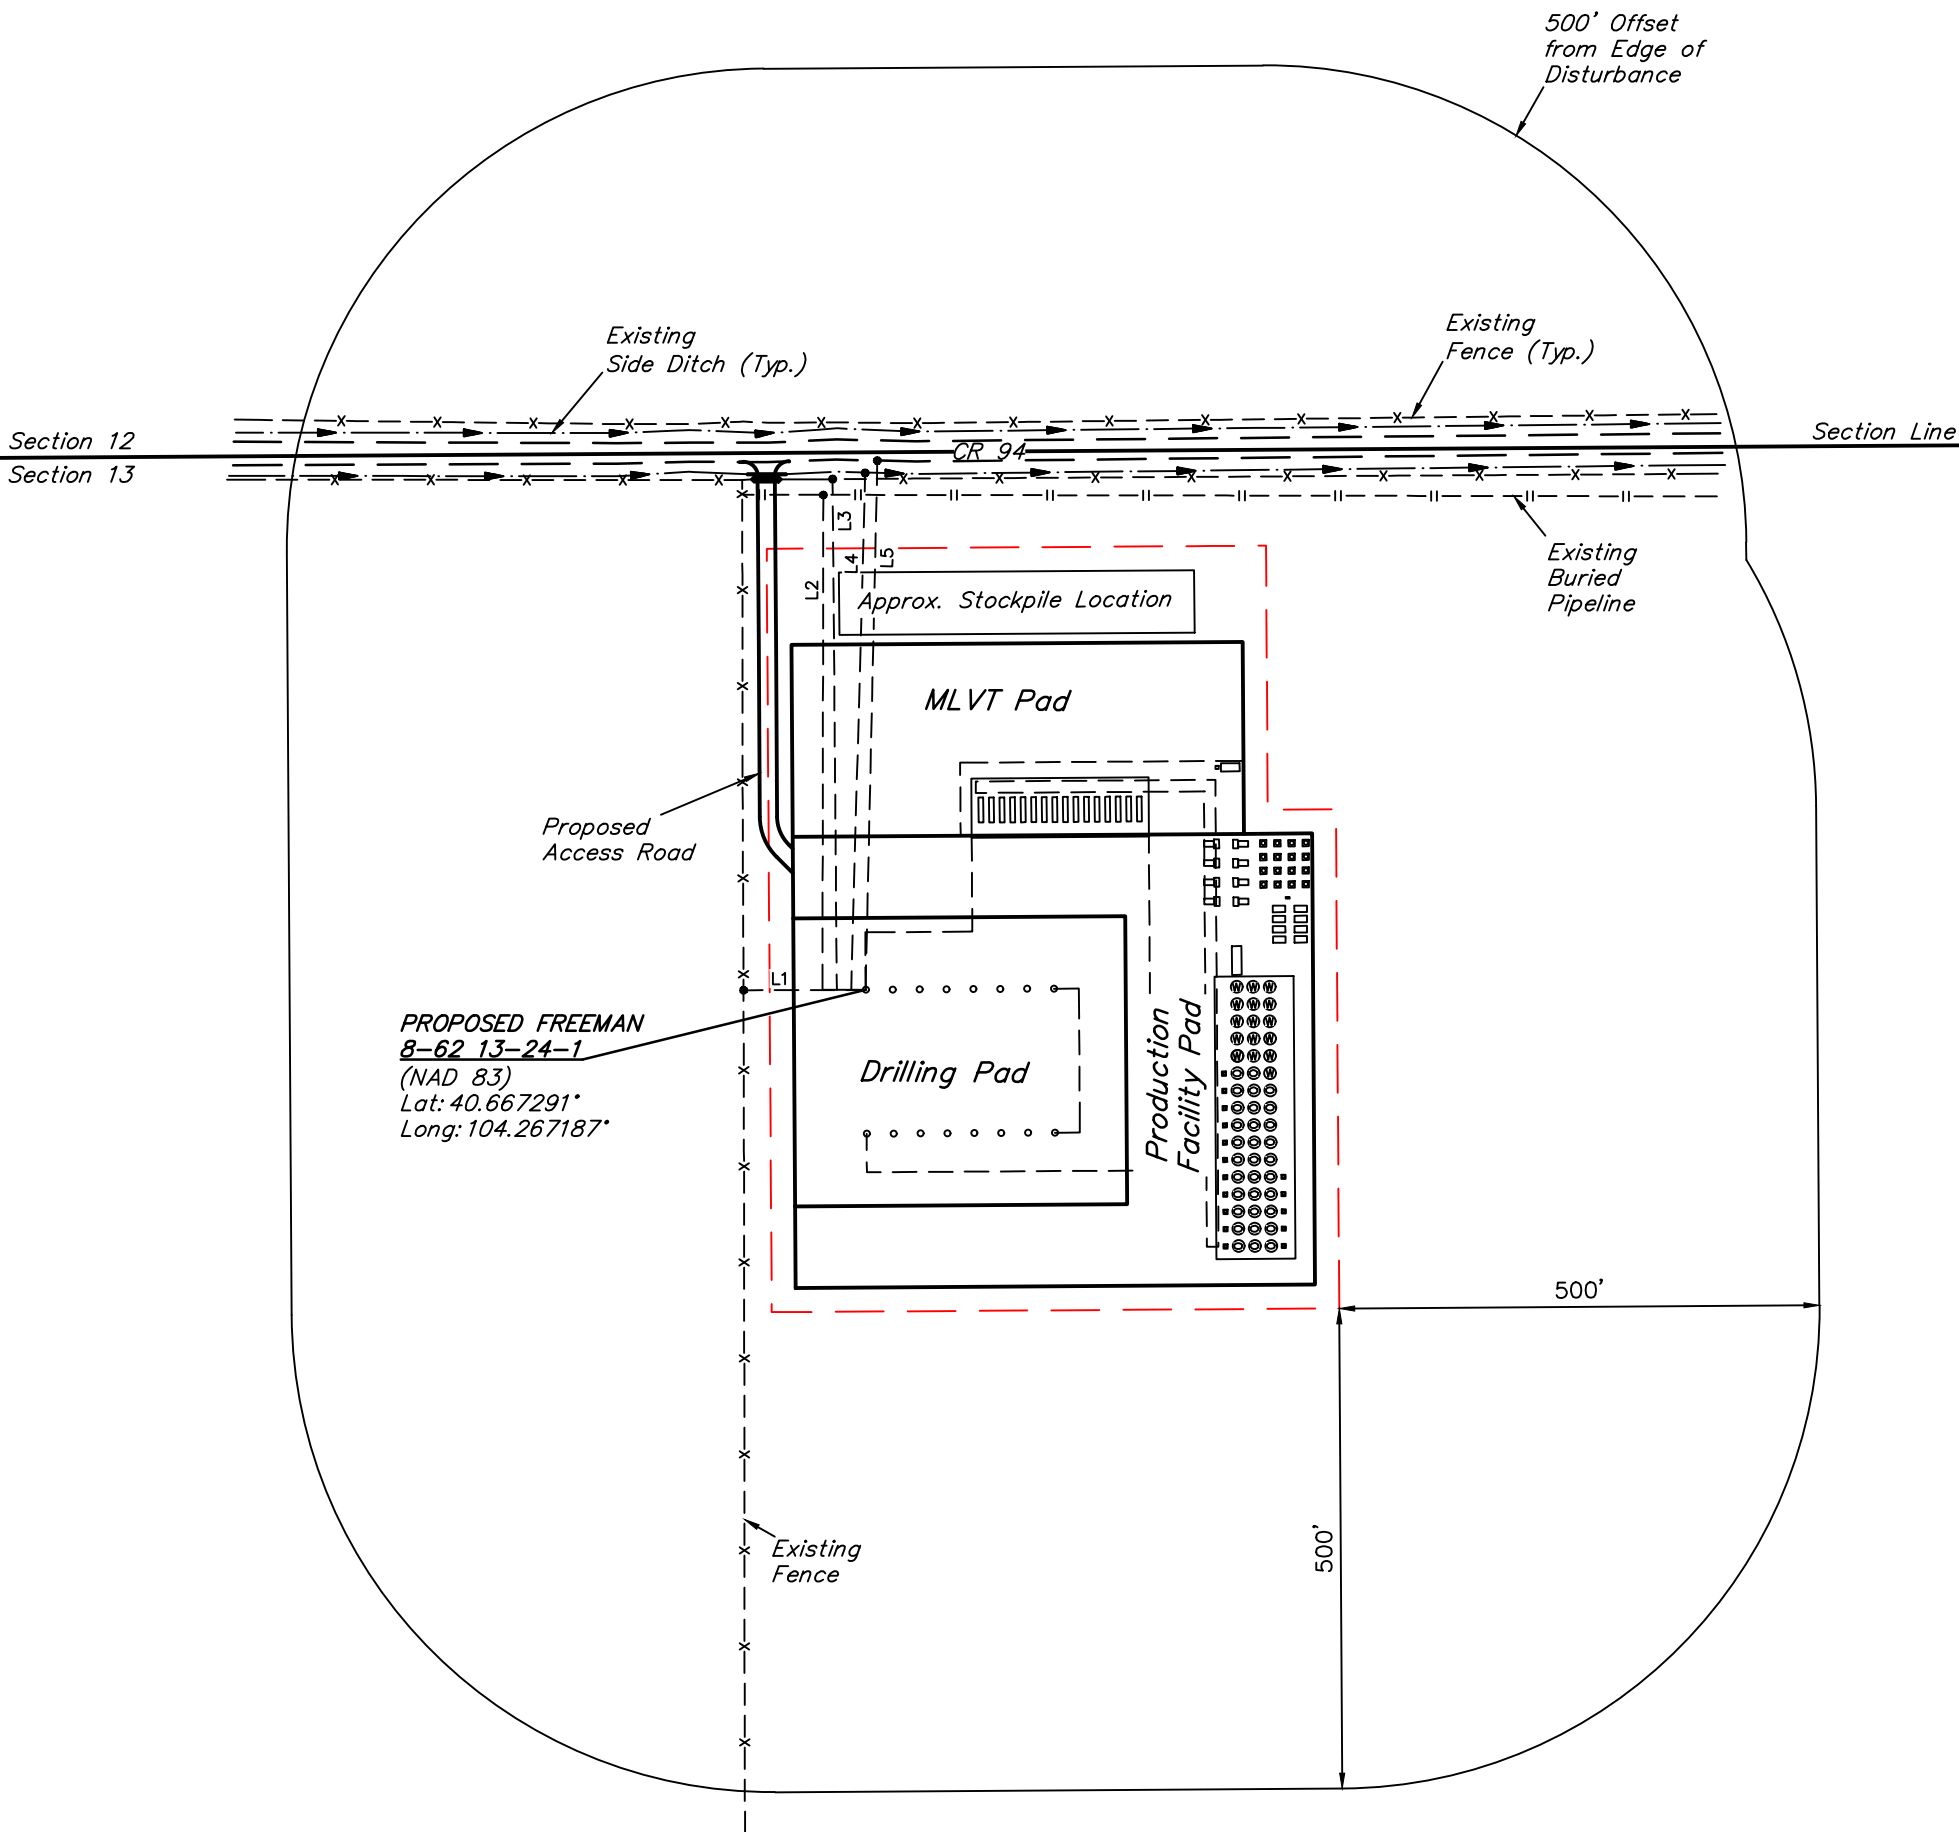 500' Offset
from Edge of
Disturbance
Existing
Side Ditch (Typ.)
Existing
Fence (Typ.)
Section 12
Section Line
CR 94
Section 13
L3
L4
L5
L2
Existing
Buried
Pipeline
Approx. Stockpile Location
MLVT Pad
Proposed
Access Road
L1
PROPOSED FREEMAN
8-62 13-24-1
(NAD 83)
Lat: 40.667291°
Long: 104.267187°
Drilling Pad
Production
Facility Pad
500'
500'
Existing
Fence